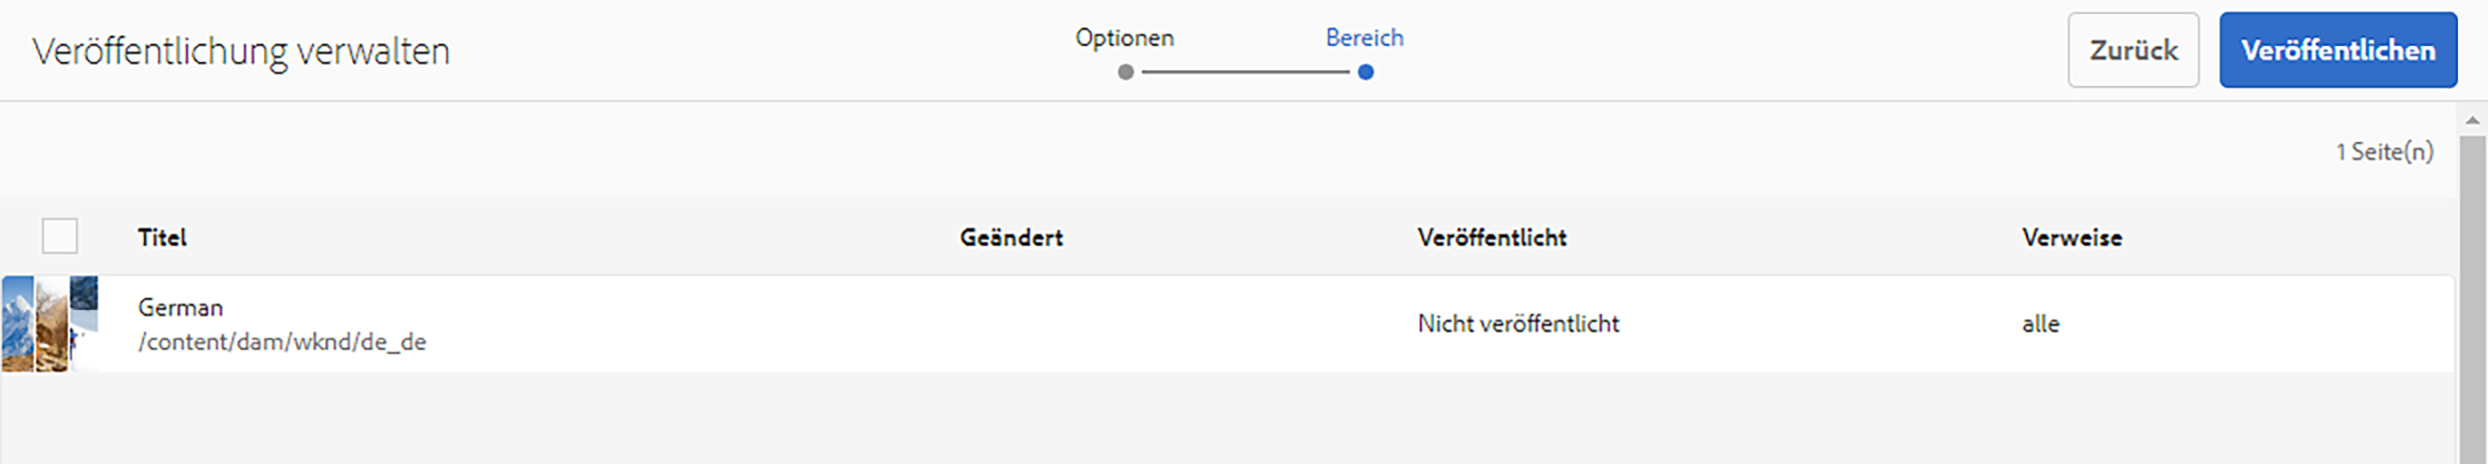 Veröffentlichung verwalten
Optionen
Bereich
Zurück
Veröffentlichen
1 Seite(n)
Titel
Geändert
Veröffentlicht
Verweise
German
/content/dam/wknd/de_de
Nicht veröffentlicht
alle